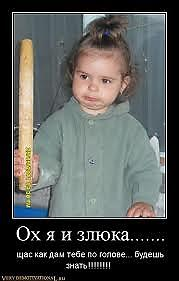 Ох я и злюка.......
щас как дам тебе по голове... будешь
знать!!!!!!!!